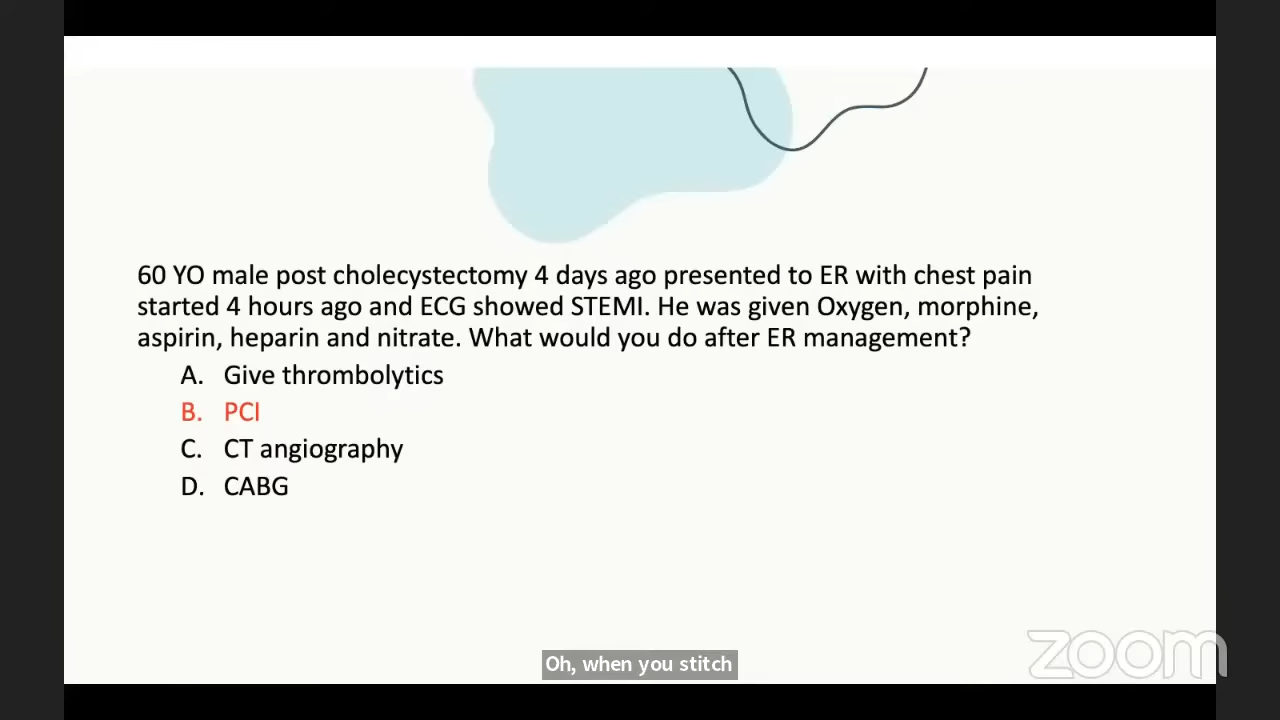 60 YO male post cholecystectomy 4 days ago presented to ER with chest pain
started 4 hours ago and ECG showed STEMI. He was given Oxygen, morphine,
aspirin, heparin and nitrate. What would you do after ER management?
A. Give thrombolytics
B. PCI
C. CT angiography
D. CABG
Oh, when you stitch
zoom